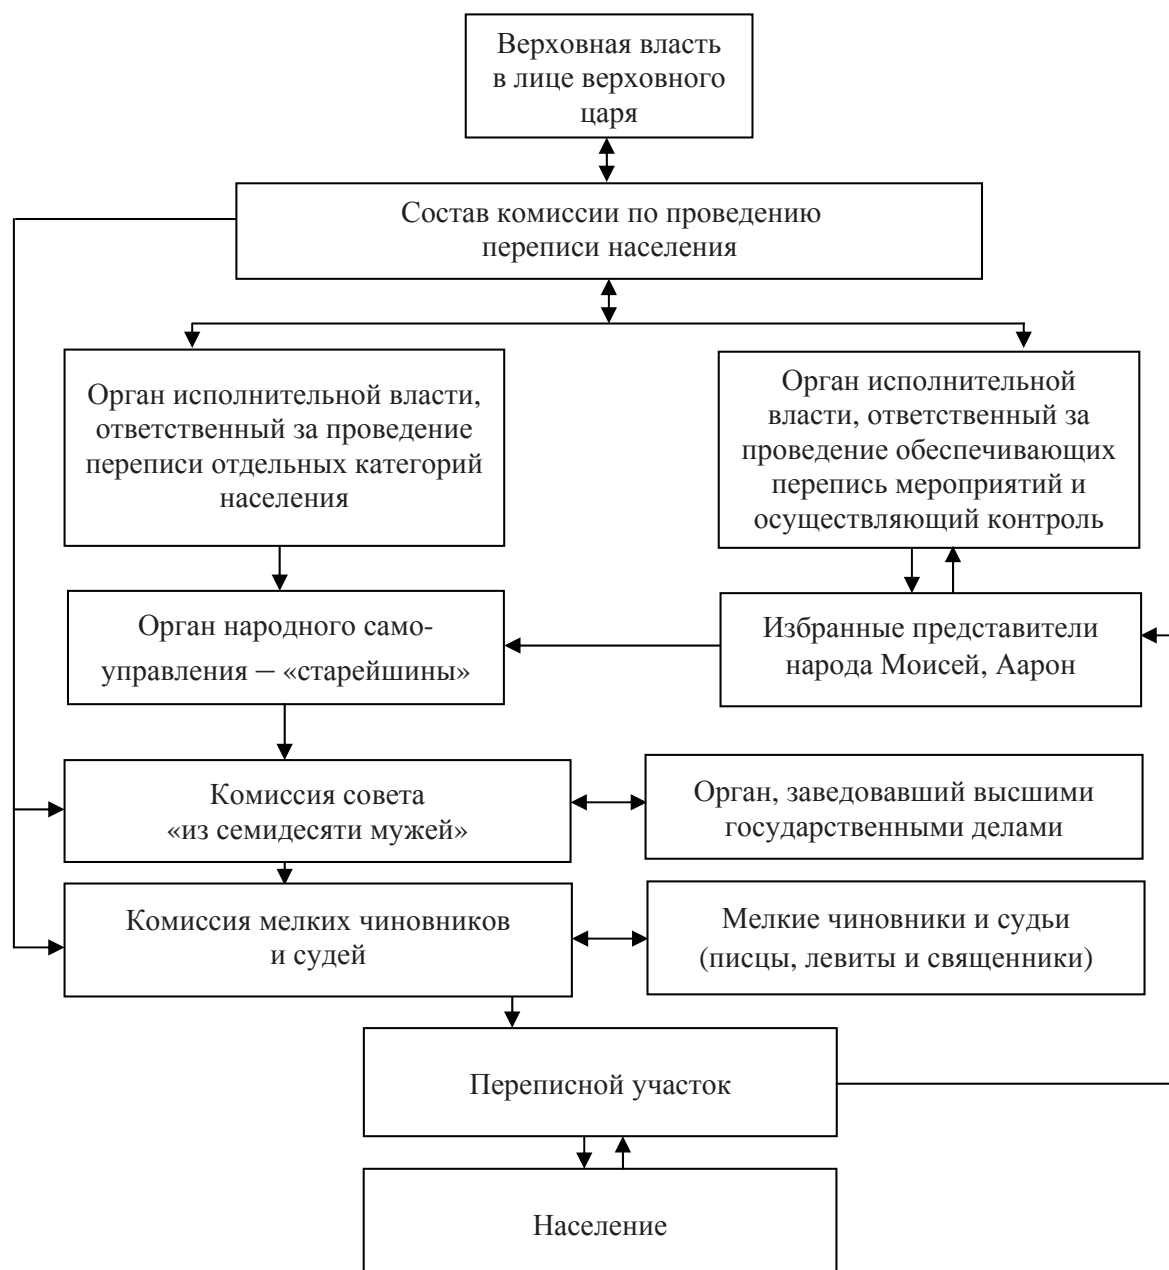 Верховная власть
в лице верховного
царя
Состав комиссии по проведению
переписи населения
Орган исполнительной власти,
ответственный за проведение
переписи отдельных категорий
населения
Орган исполнительной
власти, ответственный за
проведение обеспечивающих
перепись мероприятий и
осуществляющий контроль
Орган народного само-
управления – «старейшины»
Избранные представители
народа Моисей, Аарон
Комиссия совета
«из семидесяти мужей»
Орган, заведовавший высшими
государственными делами
Комиссия мелких чиновников
и судей
Мелкие чиновники и судьи
(писцы, левиты и священники)
Переписной участок
Население